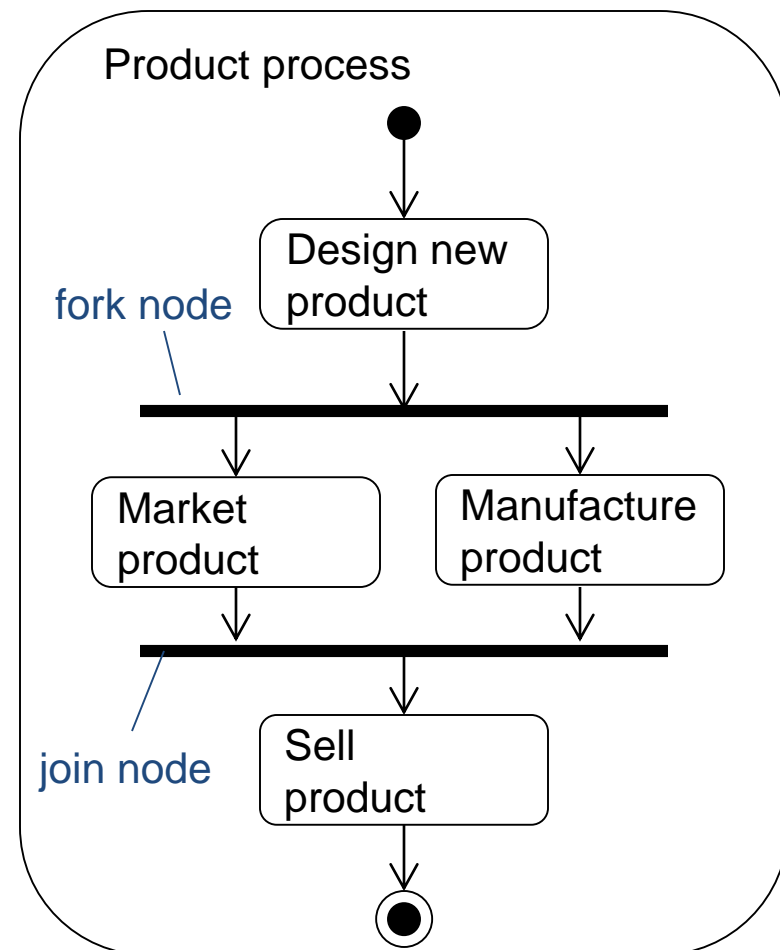 Product process
Design new
product
fork node
Market
product
Manufacture
product
join node
Sell
product